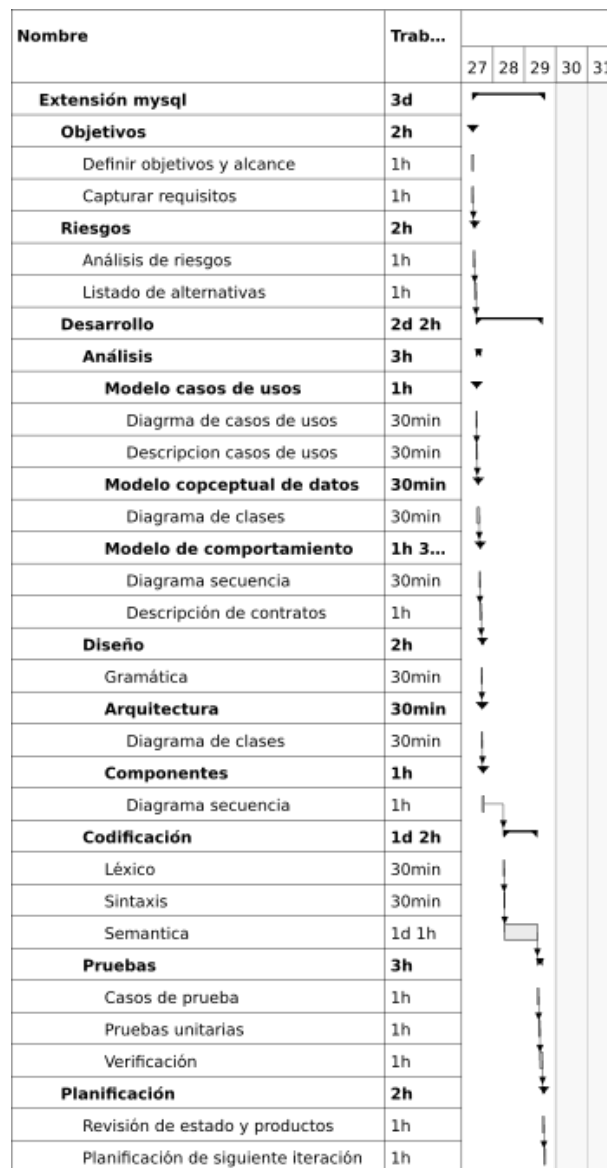 Nombre Trab...
27 28 29 30 31
Extensión mysql 3d
Objetivos 2h
Definir objetivos y alcance 1h
Capturar requisitos 1h
Riesgos 2h
Análisis de riesgos 1h
Listado de alternativas 1h
Desarrollo 2d 2h
Análisis 3h
Modelo casos de usos 1h
Diagrma de casos de usos 30min
Descripcion casos de usos 30min
Modelo copceptual de datos 30min
Diagrama de clases 30min
Modelo de comportamiento 1h 3...
Diagrama secuencia 30min
Descripción de contratos 1h
Diseño 2h
Gramática 30min
Arquitectura 30min
Diagrama de clases 30min
Componentes 1h
Diagrama secuencia 1h
Codificación 1d 2h
Léxico 30min
Sintaxis 30min
Semantica 1d 1h
Pruebas 3h
Casos de prueba 1h
Pruebas unitarias 1h
Verificación 1h
Planificación 2h
Revisión de estado y productos 1h
Planificación de siguiente iteración 1h